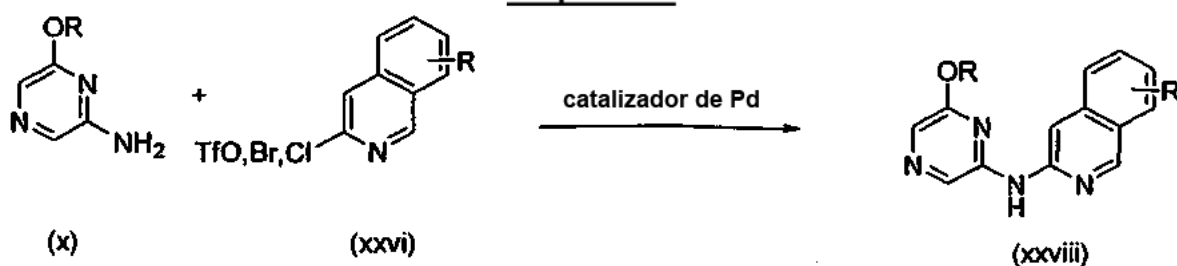 OR
R
OR
R
N
N
NH2
+
TfO,Br,Cl
N
catalizador de Pd
N
N
N
H
N
(x)
(xxvi)
(xxviii)